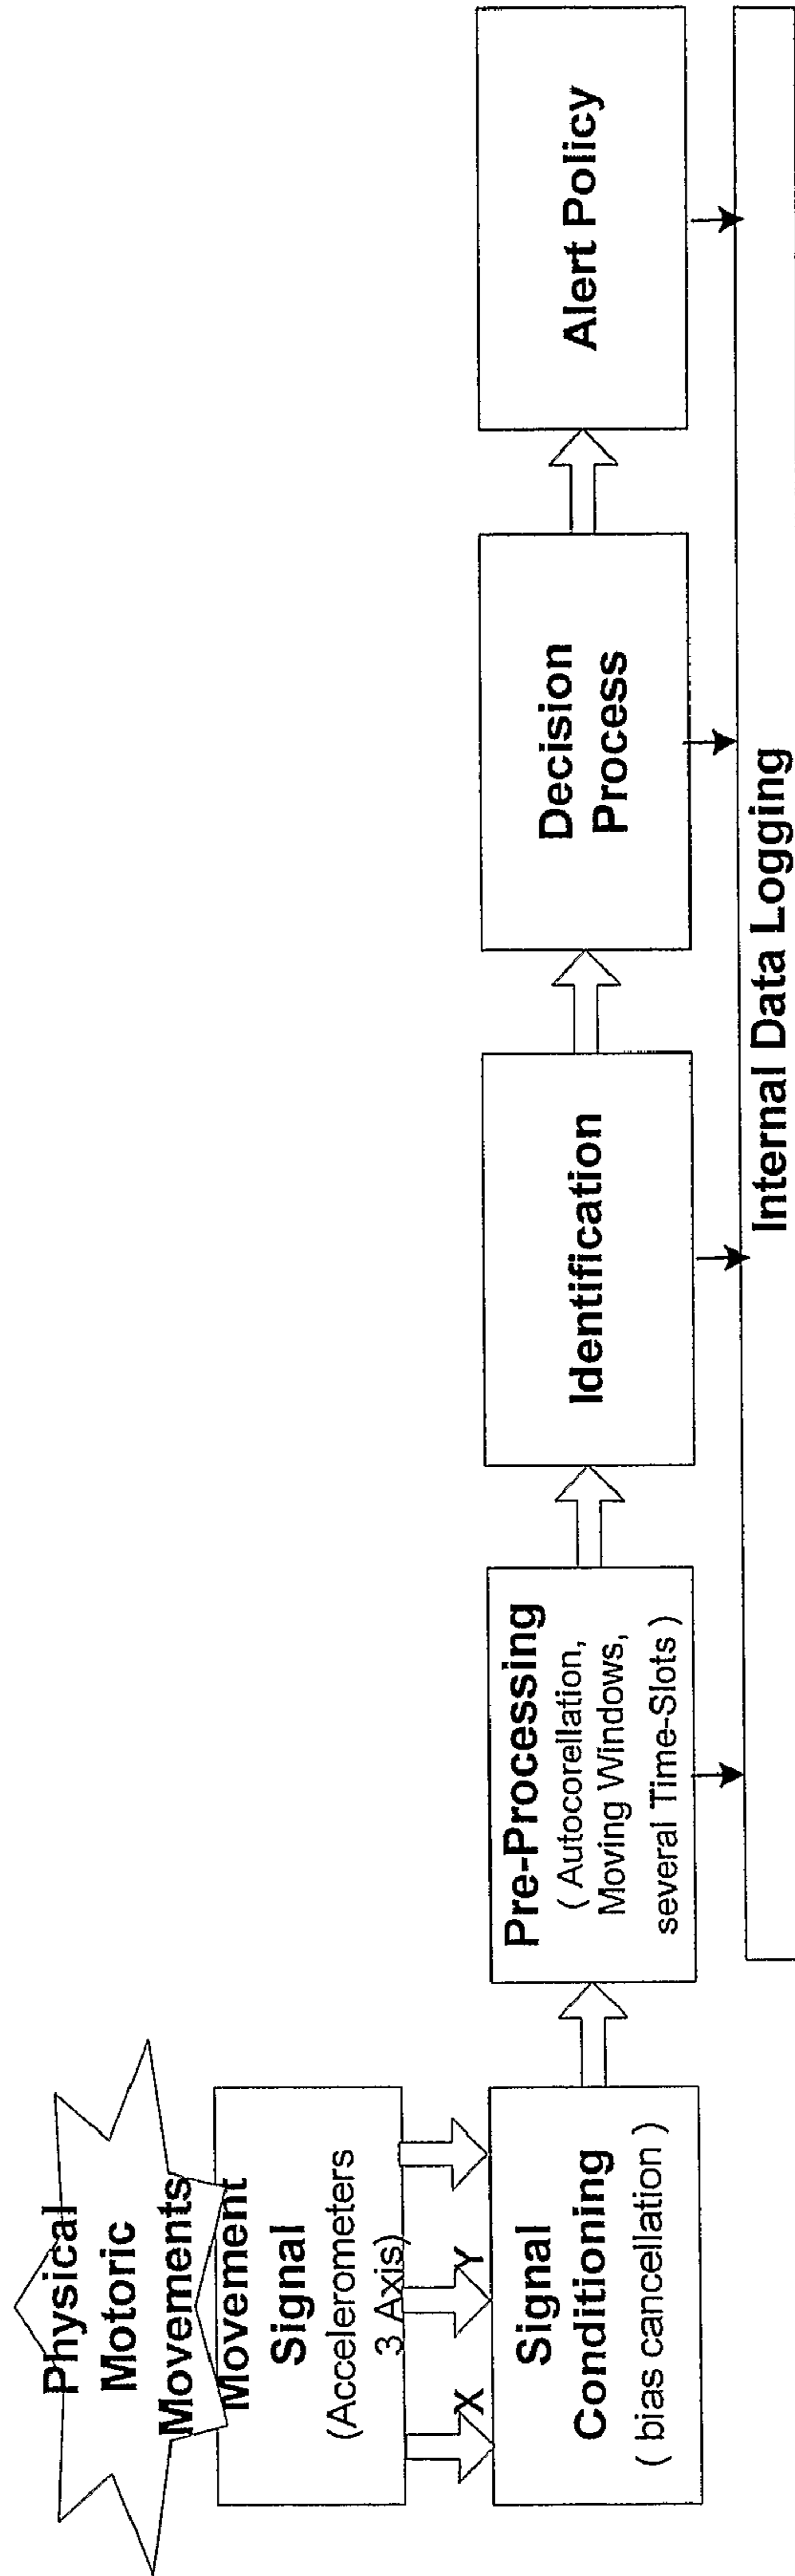 Physical
Motoric
Movements
Movement
Signal
(Accelerometers
3 Axis)
X
Y
Signal
Conditioning
( bias cancellation )
Pre-Processing
( Autocorellation,
Moving Windows,
several Time-Slots )
Identification
Decision
Process
Alert Policy
Internal Data Logging